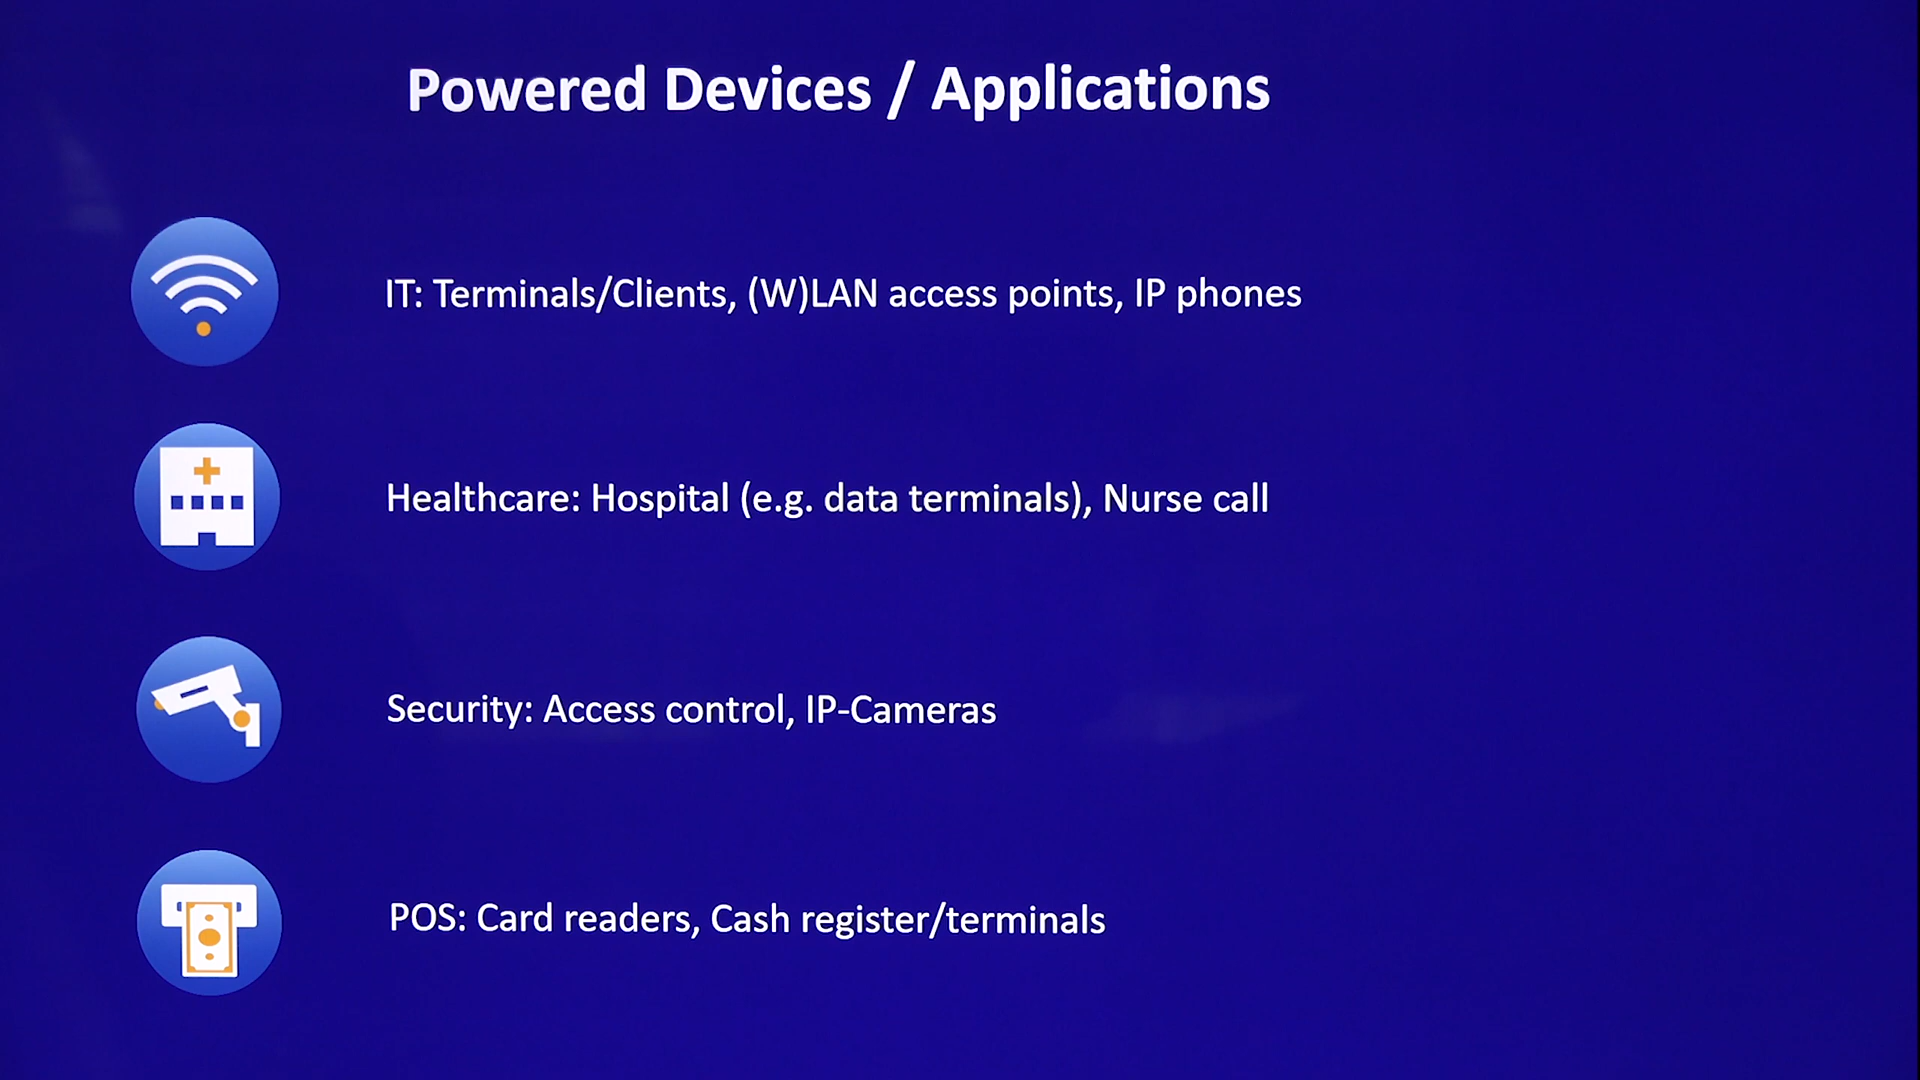 Powered Devices / Applications
IT: Terminals/Clients, (W)LAN access points, IP phones
Healthcare: Hospital (e.g. data terminals), Nurse call
Security: Access control, IP-Cameras
POS: Card readers, Cash register/terminals